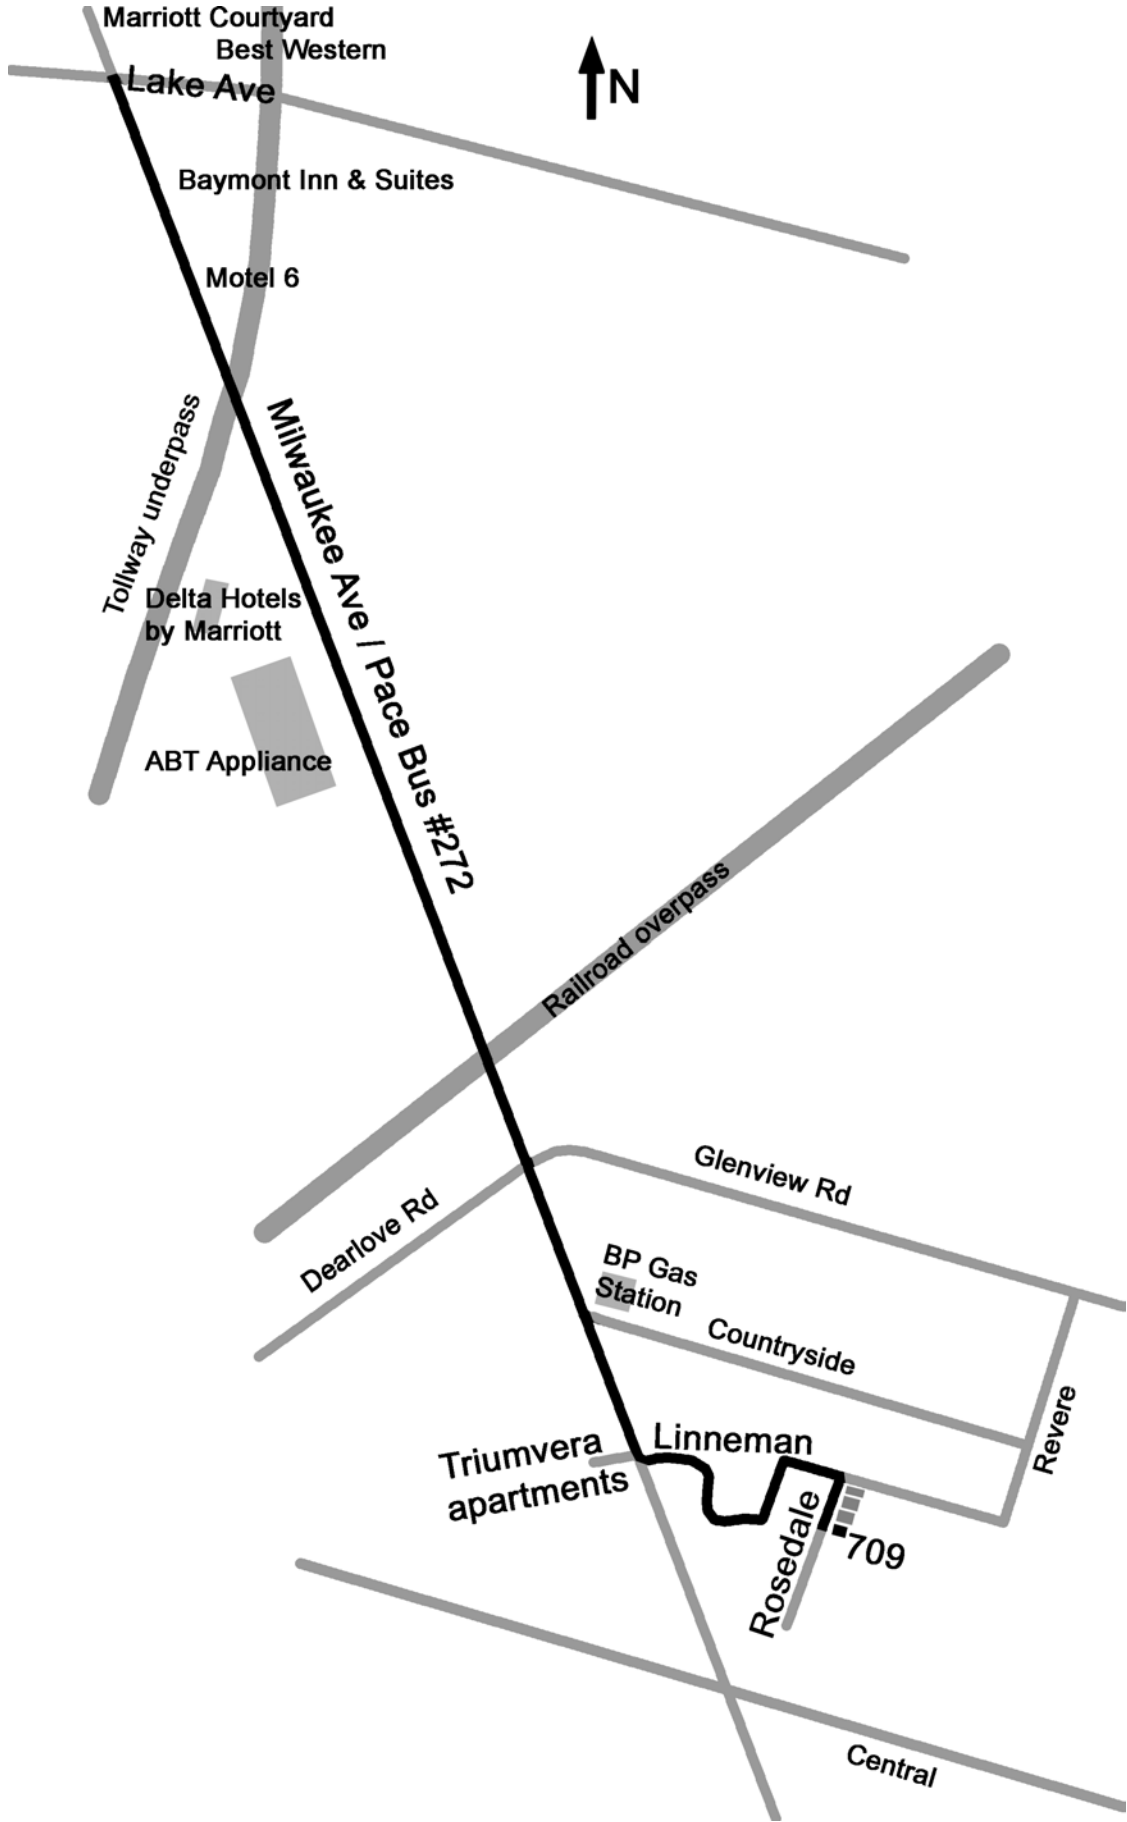 Marriott Courtyard
Best Western
N
Lake Ave
Baymont Inn & Suites
Motel 6
Tollway underpass
Milwaukee Ave / Pace Bus #272
Delta Hotels
by Marriott
ABT Appliance
Railroad overpass
Glenview Rd
Dearlove Rd
BP Gas
Station
Countryside
Revere
Linneman
Triumvera
apartments
Rosedale
709
Central